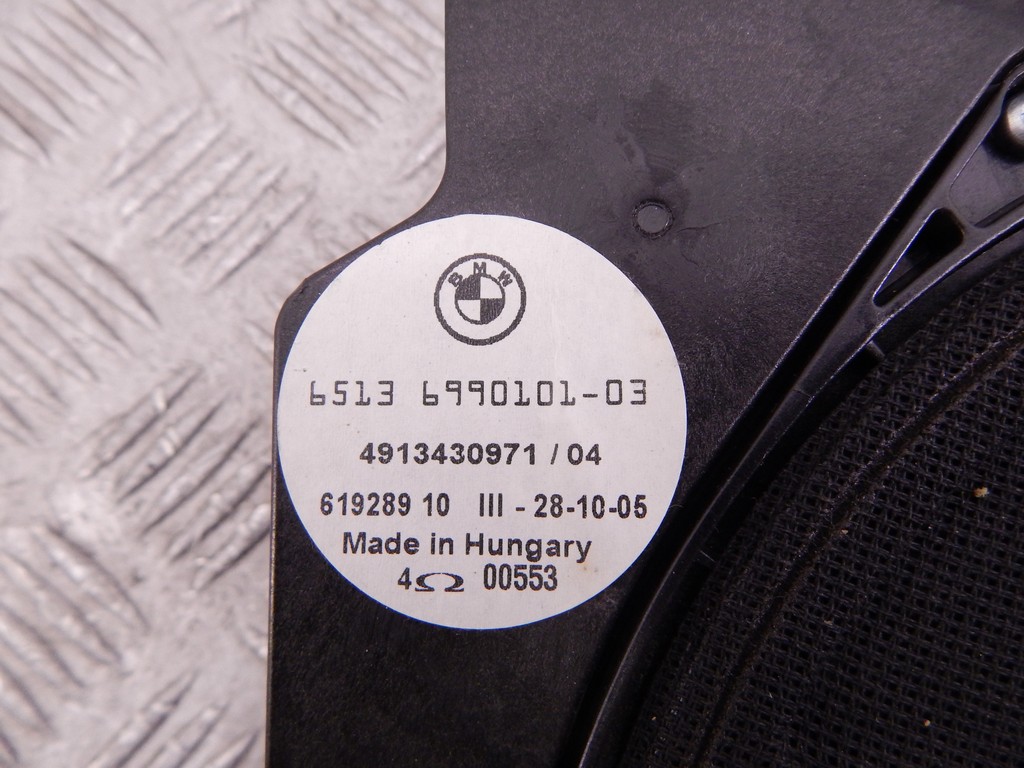 BMW
6513 6990101-03
4913430971 / 04
619289 10 III - 28-10-05
Made in Hungary
4Ω 00553